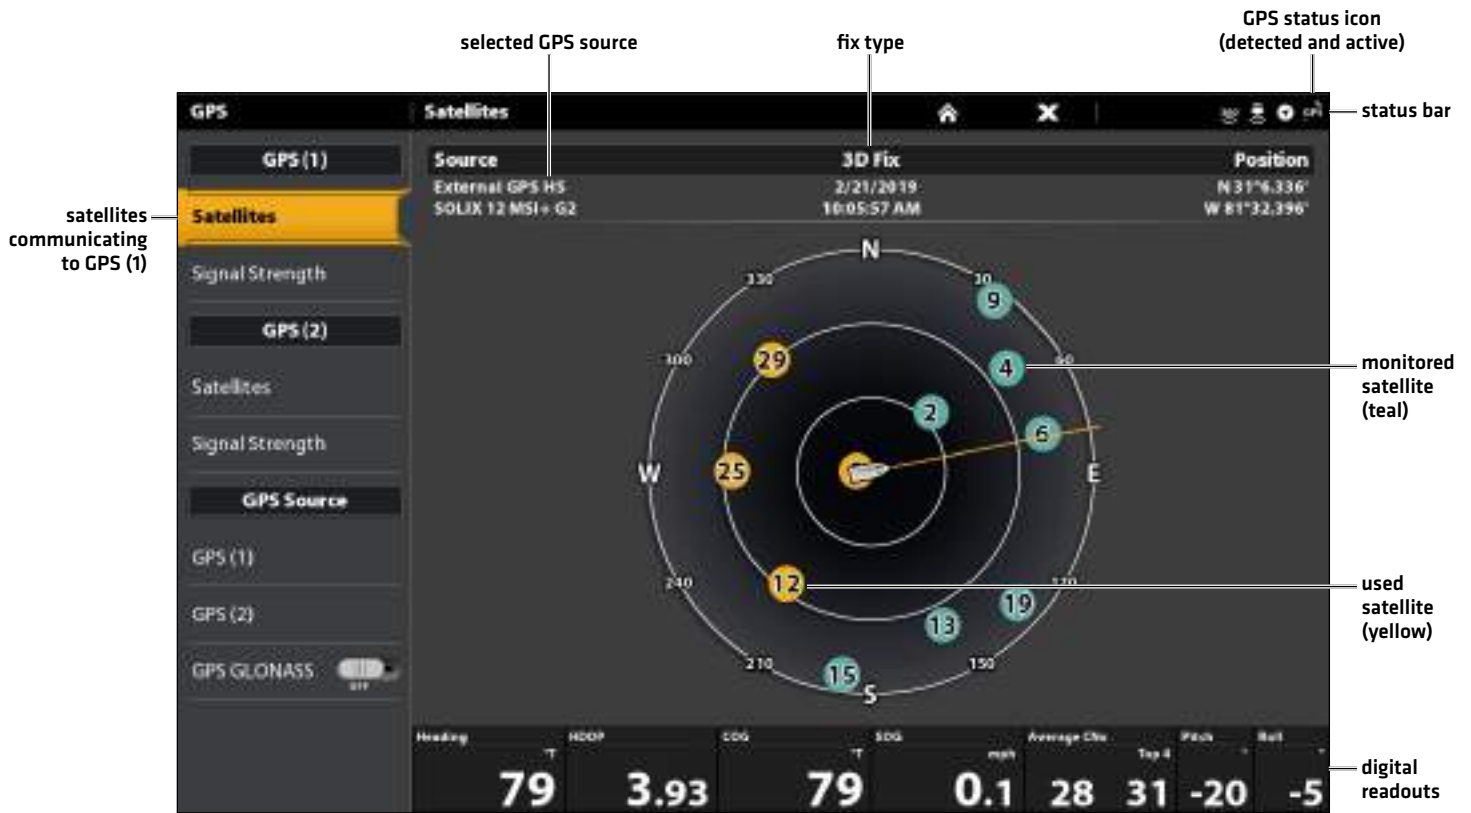 GPS status icon
(detected and active)
selected GPS source
fix type
status bar
GPS
Satellites
GPS (1)
Satellites
Signal Strength
GPS (2)
Satellites
Signal Strength
GPS Source
GPS (1)
GPS (2)
GPS GLONASS
OFF
satellites
communicating
to GPS (1)
Source
3D Fix
Position
External GPS HS
2/21/2019
N 31°6.336'
SOLIX 12 MSI+ G2
10:05:57 AM
W 81°32.396'
N
330
30
9
300
29
4
60
2
6
W
25
E
240
12
120
19
13
210
15
150
S
monitored
satellite
(teal)
used
satellite
(yellow)
Heading
HDOP
COG
SOG
Average CNo
Pitch
Roll
°T
°T
mph
Top 4
°
°
79
3.93
79
0.1
28
31
-20
-5
digital
readouts